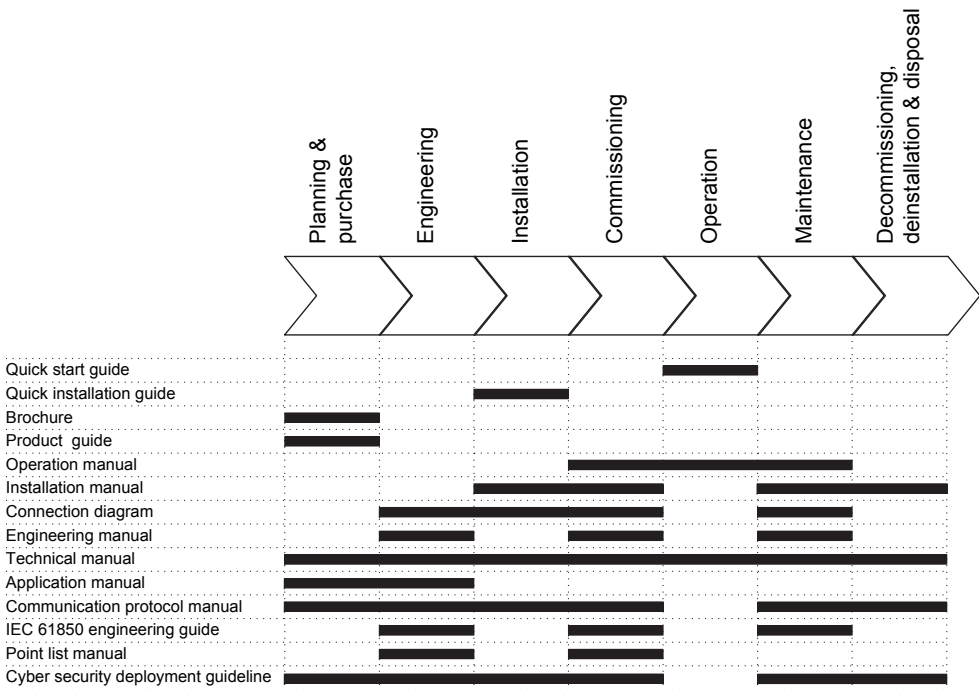 Planning &
purchase
Engineering
Installation
Commissioning
Operation
Maintenance
Decommissioning,
deinstallation & disposal
Quick start guide
Quick installation guide
Brochure
Product guide
Operation manual
Installation manual
Connection diagram
Engineering manual
Technical manual
Application manual
Communication protocol manual
IEC 61850 engineering guide
Point list manual
Cyber security deployment guideline